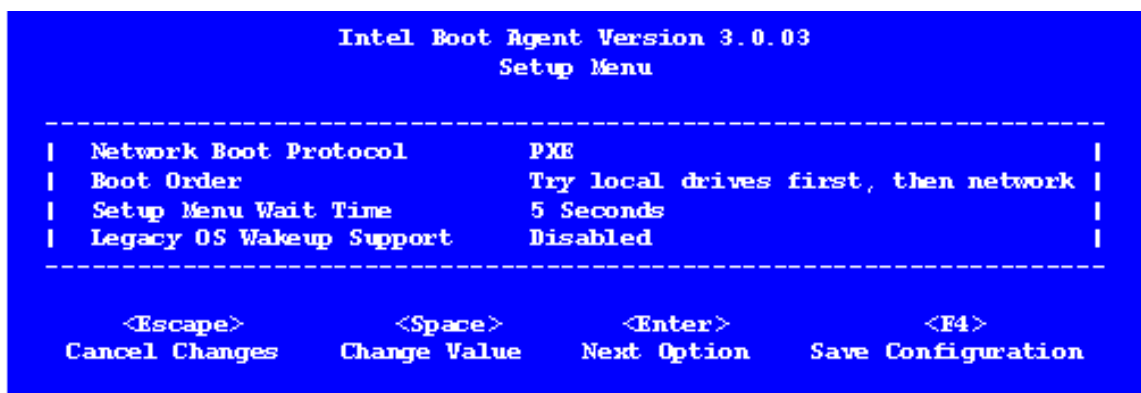 Intel Boot Agent Version 3.0.03
Setup Menu
Network Boot Protocol PXE
Boot Order Try local drives first, then network
Setup Menu Wait Time 5 Seconds
Legacy OS Wakeup Support Disabled
<Escape> <Space> <Enter> <F4>
Cancel Changes Change Value Next Option Save Configuration